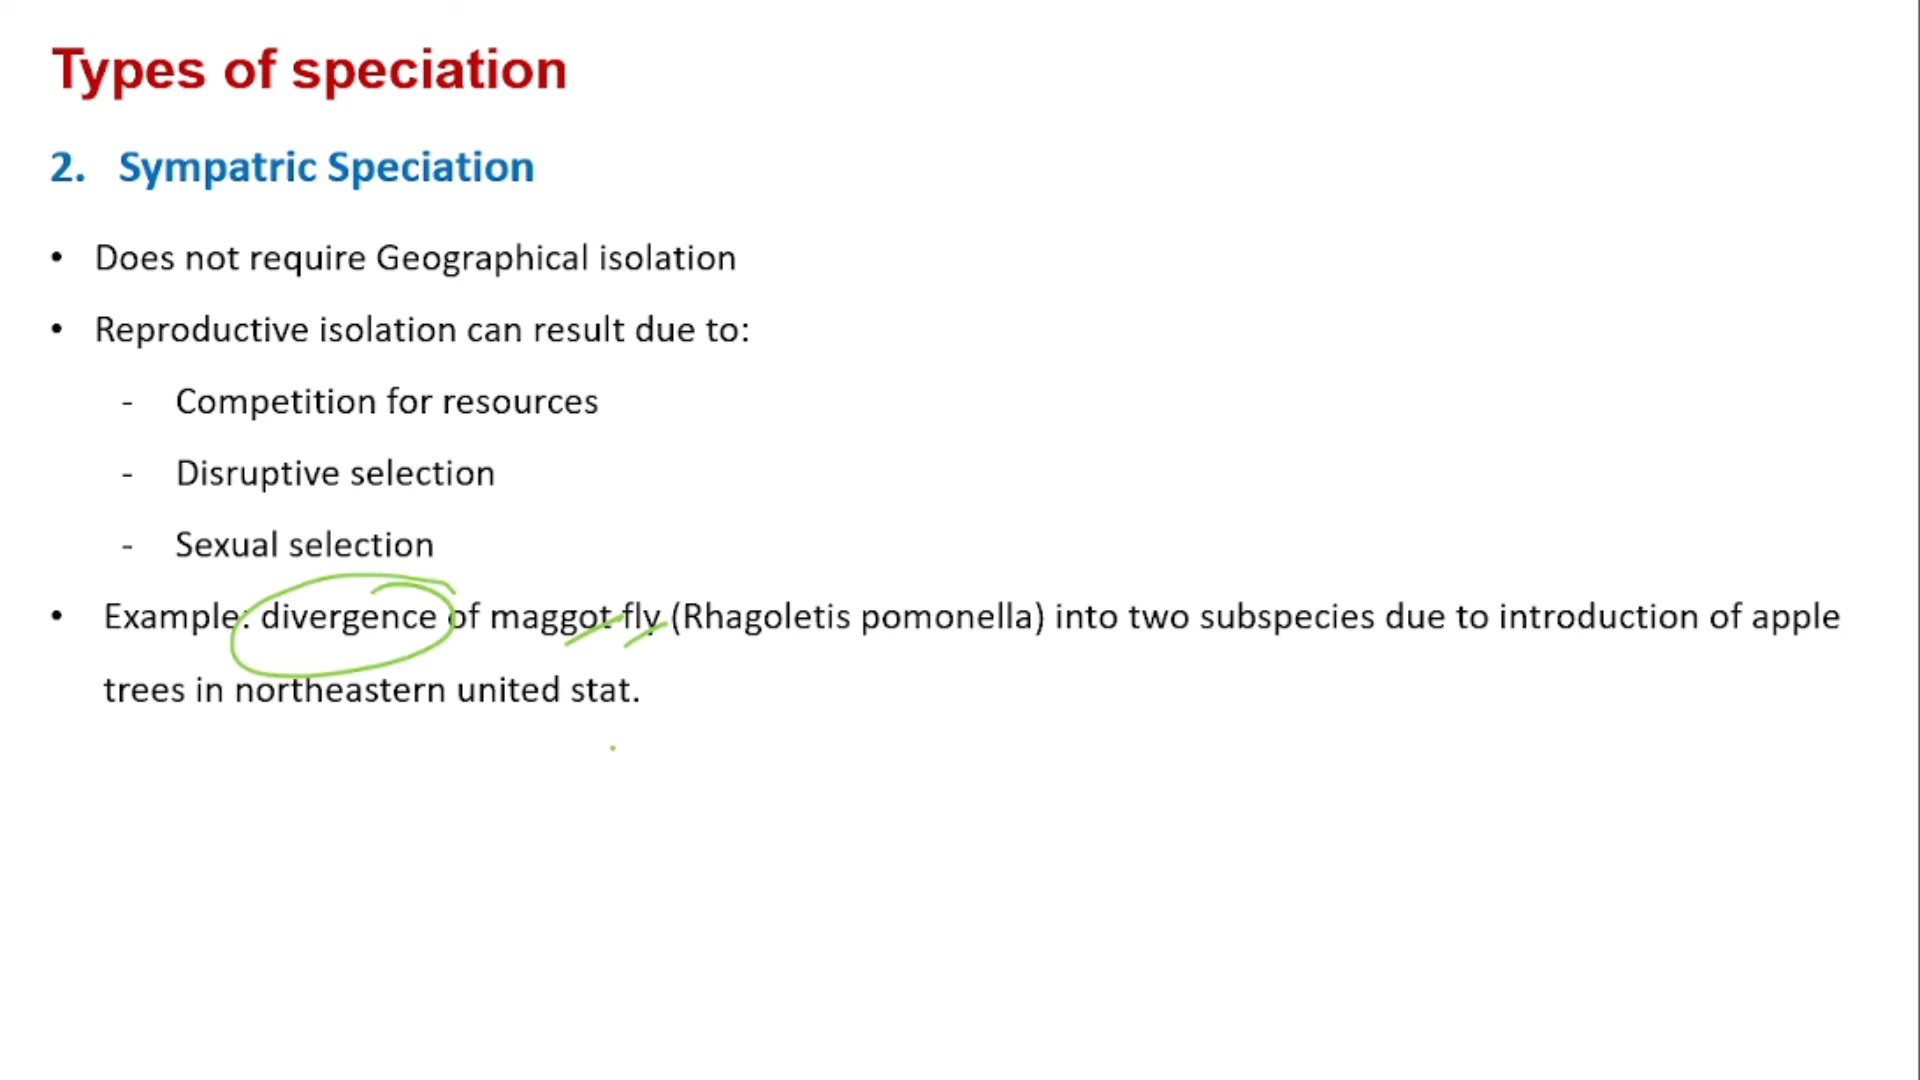 Types of speciation
2. Sympatric Speciation
• Does not require Geographical isolation
• Reproductive isolation can result due to:
- Competition for resources
- Disruptive selection
- Sexual selection
• Example: divergence of maggot fly (Rhagoletis pomonella) into two subspecies due to introduction of apple
trees in northeastern united stat.